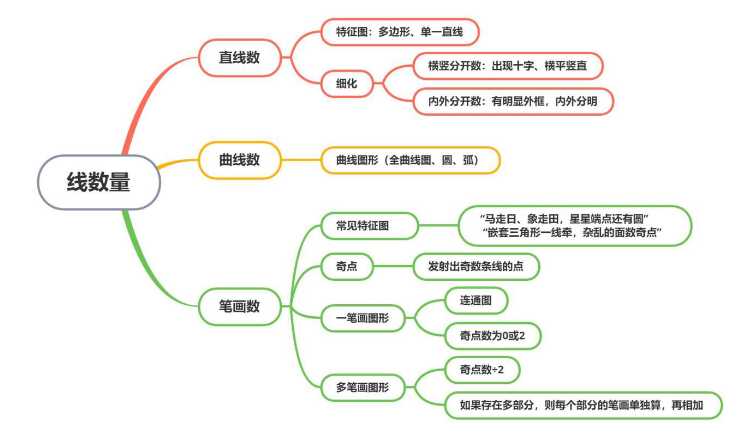 线数量
直线数
特征图：多边形、单一直线
细化
横竖分开数：出现十字、横平竖直
内外分开数：有明显外框，内外分明
曲线数
曲线图形（全曲线图、圆、弧）
笔画数
常见特征图
“马走日、象走田，星星端点还有圆”
“嵌套三角形一线牵，杂乱的面数奇点”
奇点
发射出奇数条线的点
一笔画图形
连通图
奇点数为0或2
多笔画图形
奇点数÷2
如果存在多部分，则每个部分的笔画单独算，再相加